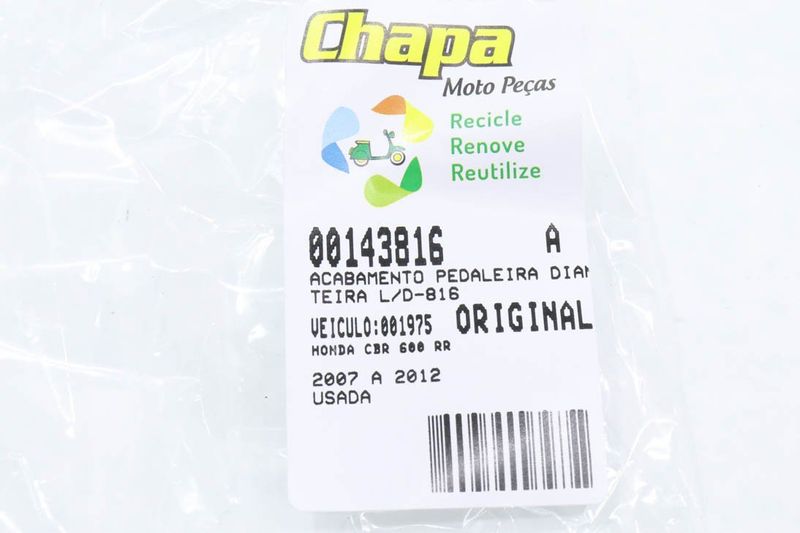 Chapa
Moto Peças
Recicle
Renove
Reutilize
00143816 A
ACABAMENTO PEDALEIRA DIAN
TEIRA L/D-816
VEICULO:001975 ORIGINAL
HONDA CBR 600 RR
2007 A 2012
USADA